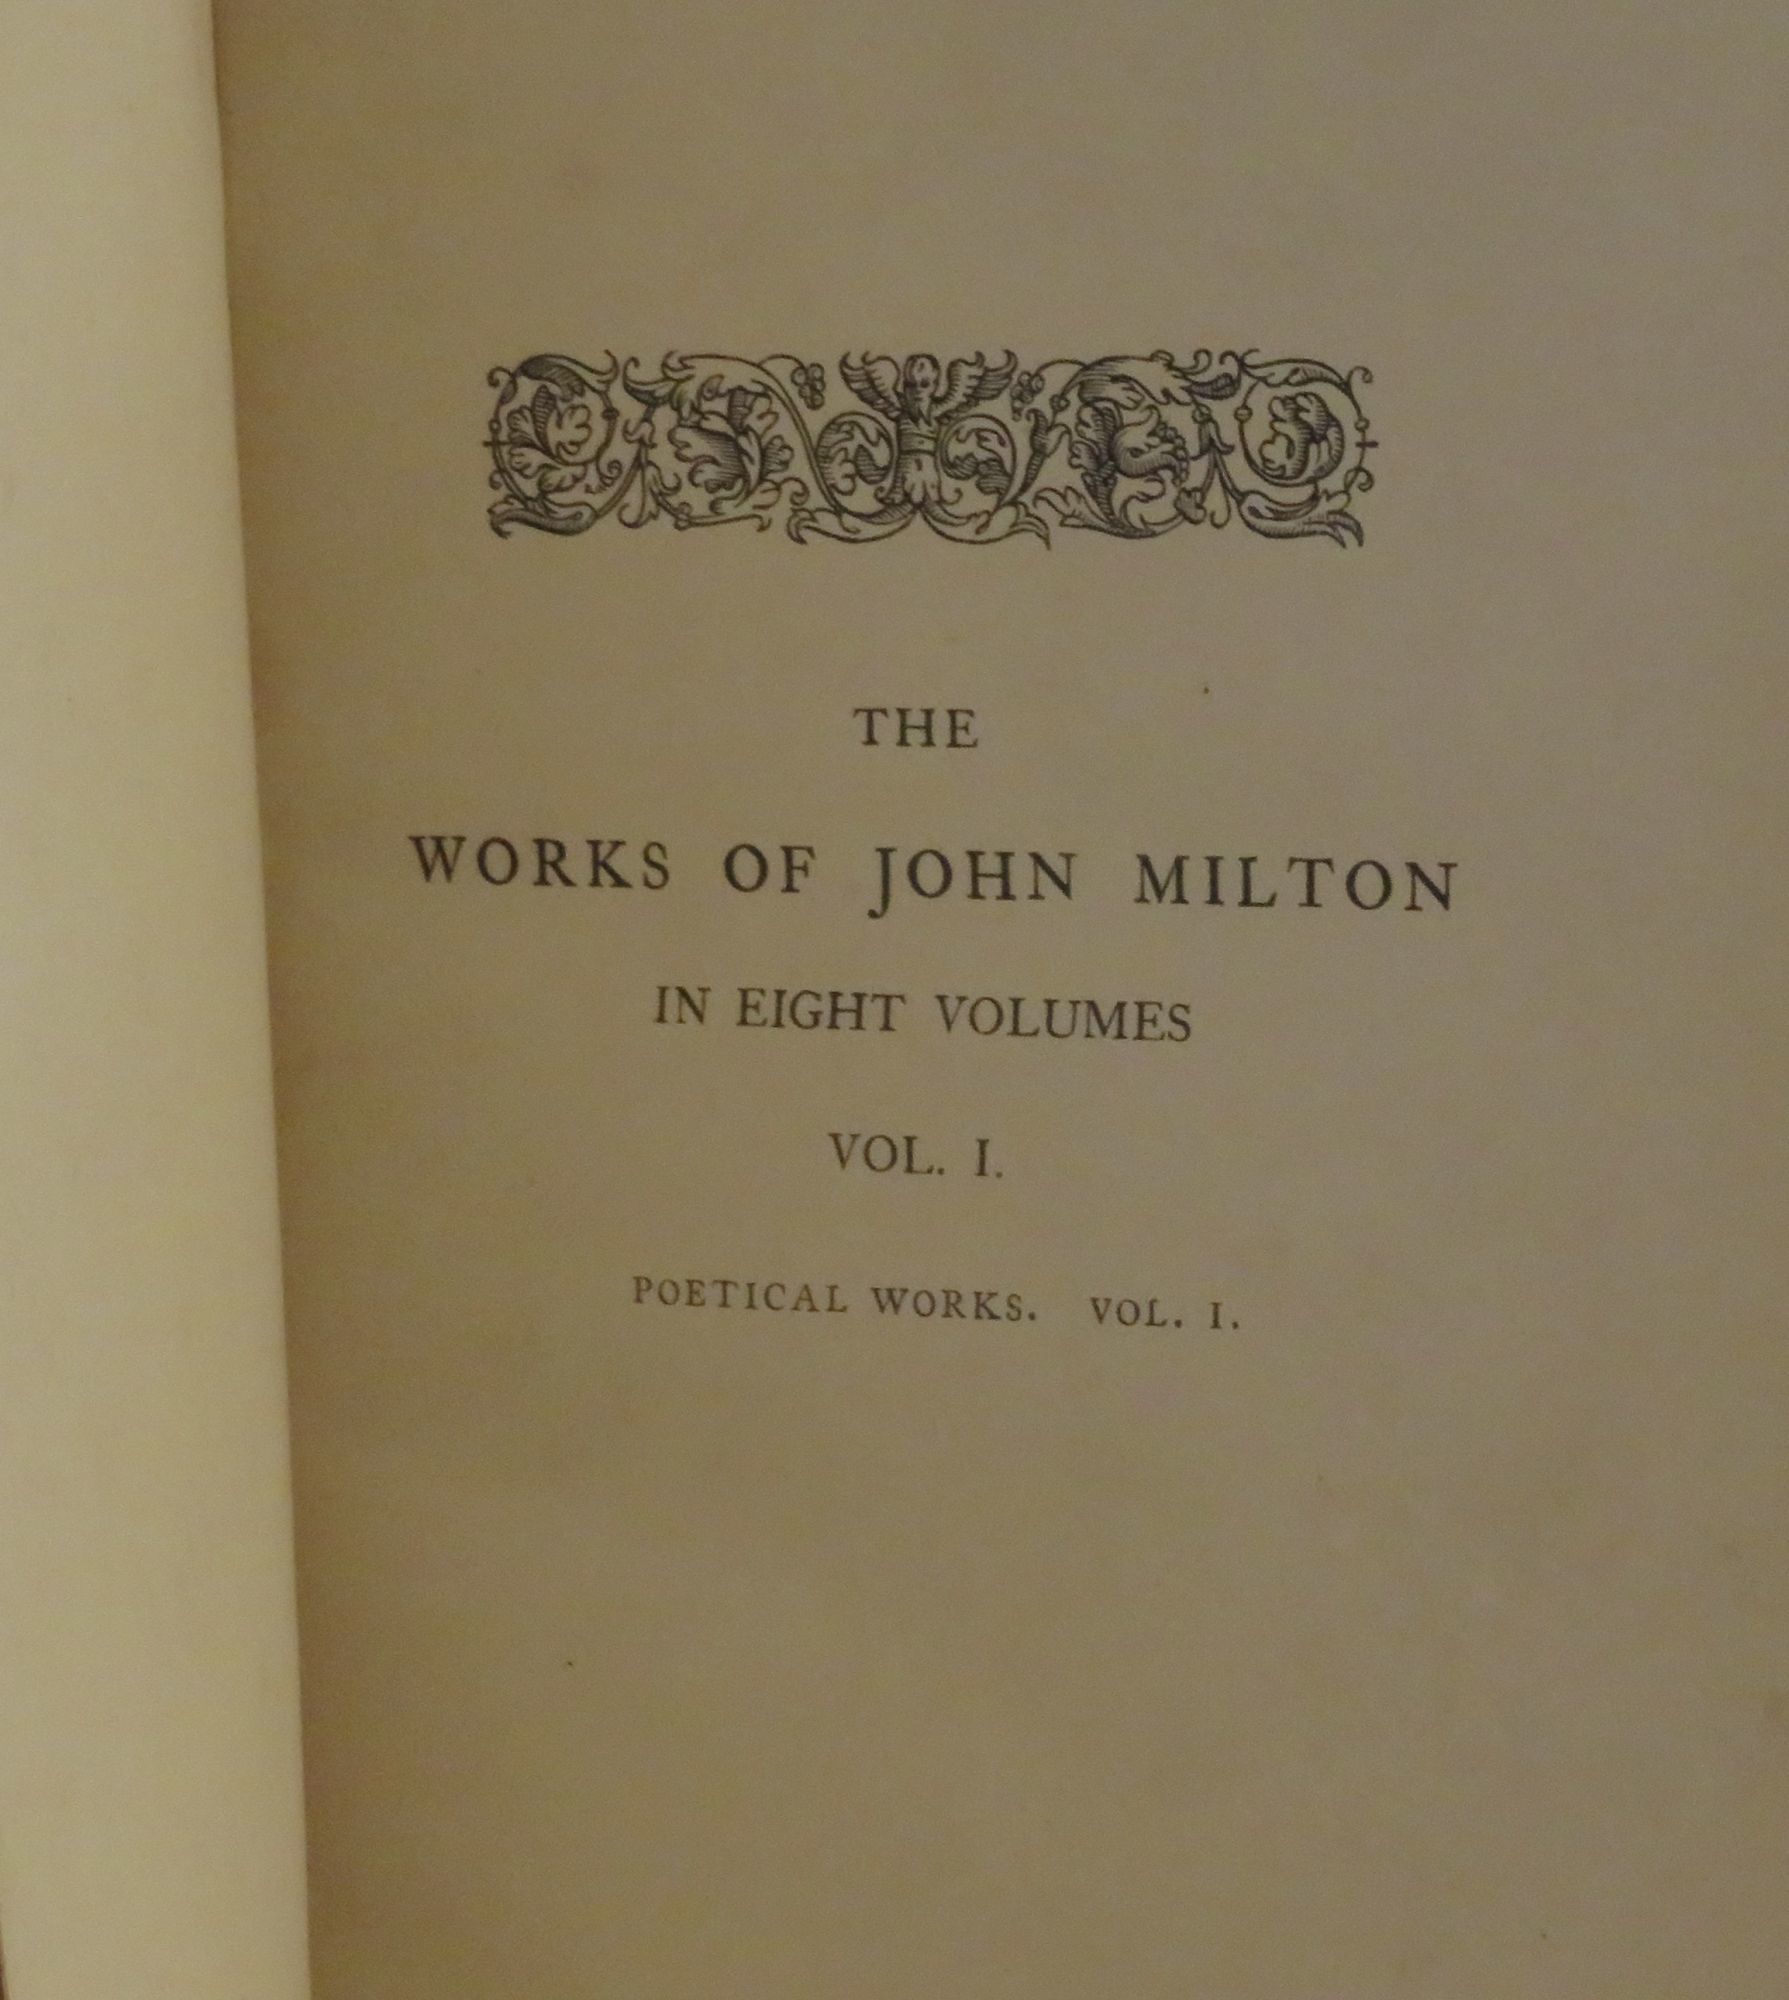 THE
WORKS OF JOHN MILTON
IN EIGHT VOLUMES
VOL. I.
POETICAL WORKS. VOL. I.